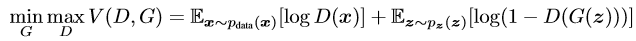 min_G max_D V(D, G) = 𝔼_{x∼p_data(x)}[log D(x)] + 𝔼_{z∼p_z(z)}[log(1 − D(G(z)))]